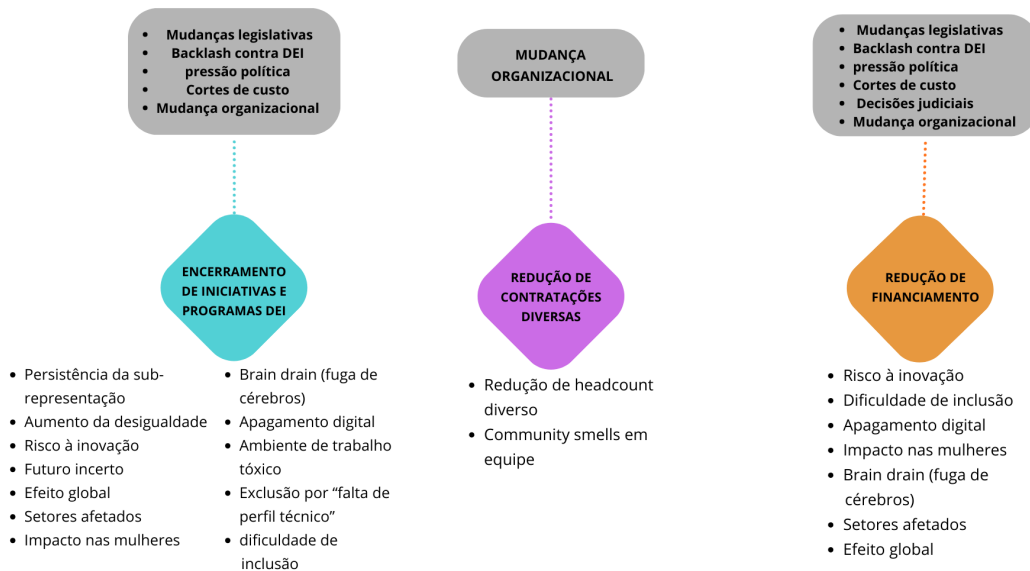 Mudanças legislativas
Backlash contra DEI
pressão política
Cortes de custo
Mudança organizacional
ENCERRAMENTO
DE INICIATIVAS E
PROGRAMAS DEI
Persistência da sub-
representação
Aumento da desigualdade
Risco à inovação
Futuro incerto
Efeito global
Setores afetados
Impacto nas mulheres
Brain drain (fuga de
cérebros)
Apagamento digital
Ambiente de trabalho
tóxico
Exclusão por “falta de
perfil técnico”
dificuldade de
inclusão
MUDANÇA
ORGANIZACIONAL
REDUÇÃO DE
CONTRATAÇÕES
DIVERSAS
Redução de headcount
diverso
Community smells em
equipe
Mudanças legislativas
Backlash contra DEI
pressão política
Cortes de custo
Decisões judiciais
Mudança organizacional
REDUÇÃO DE
FINANCIAMENTO
Risco à inovação
Dificuldade de inclusão
Apagamento digital
Impacto nas mulheres
Brain drain (fuga de
cérebros)
Setores afetados
Efeito global